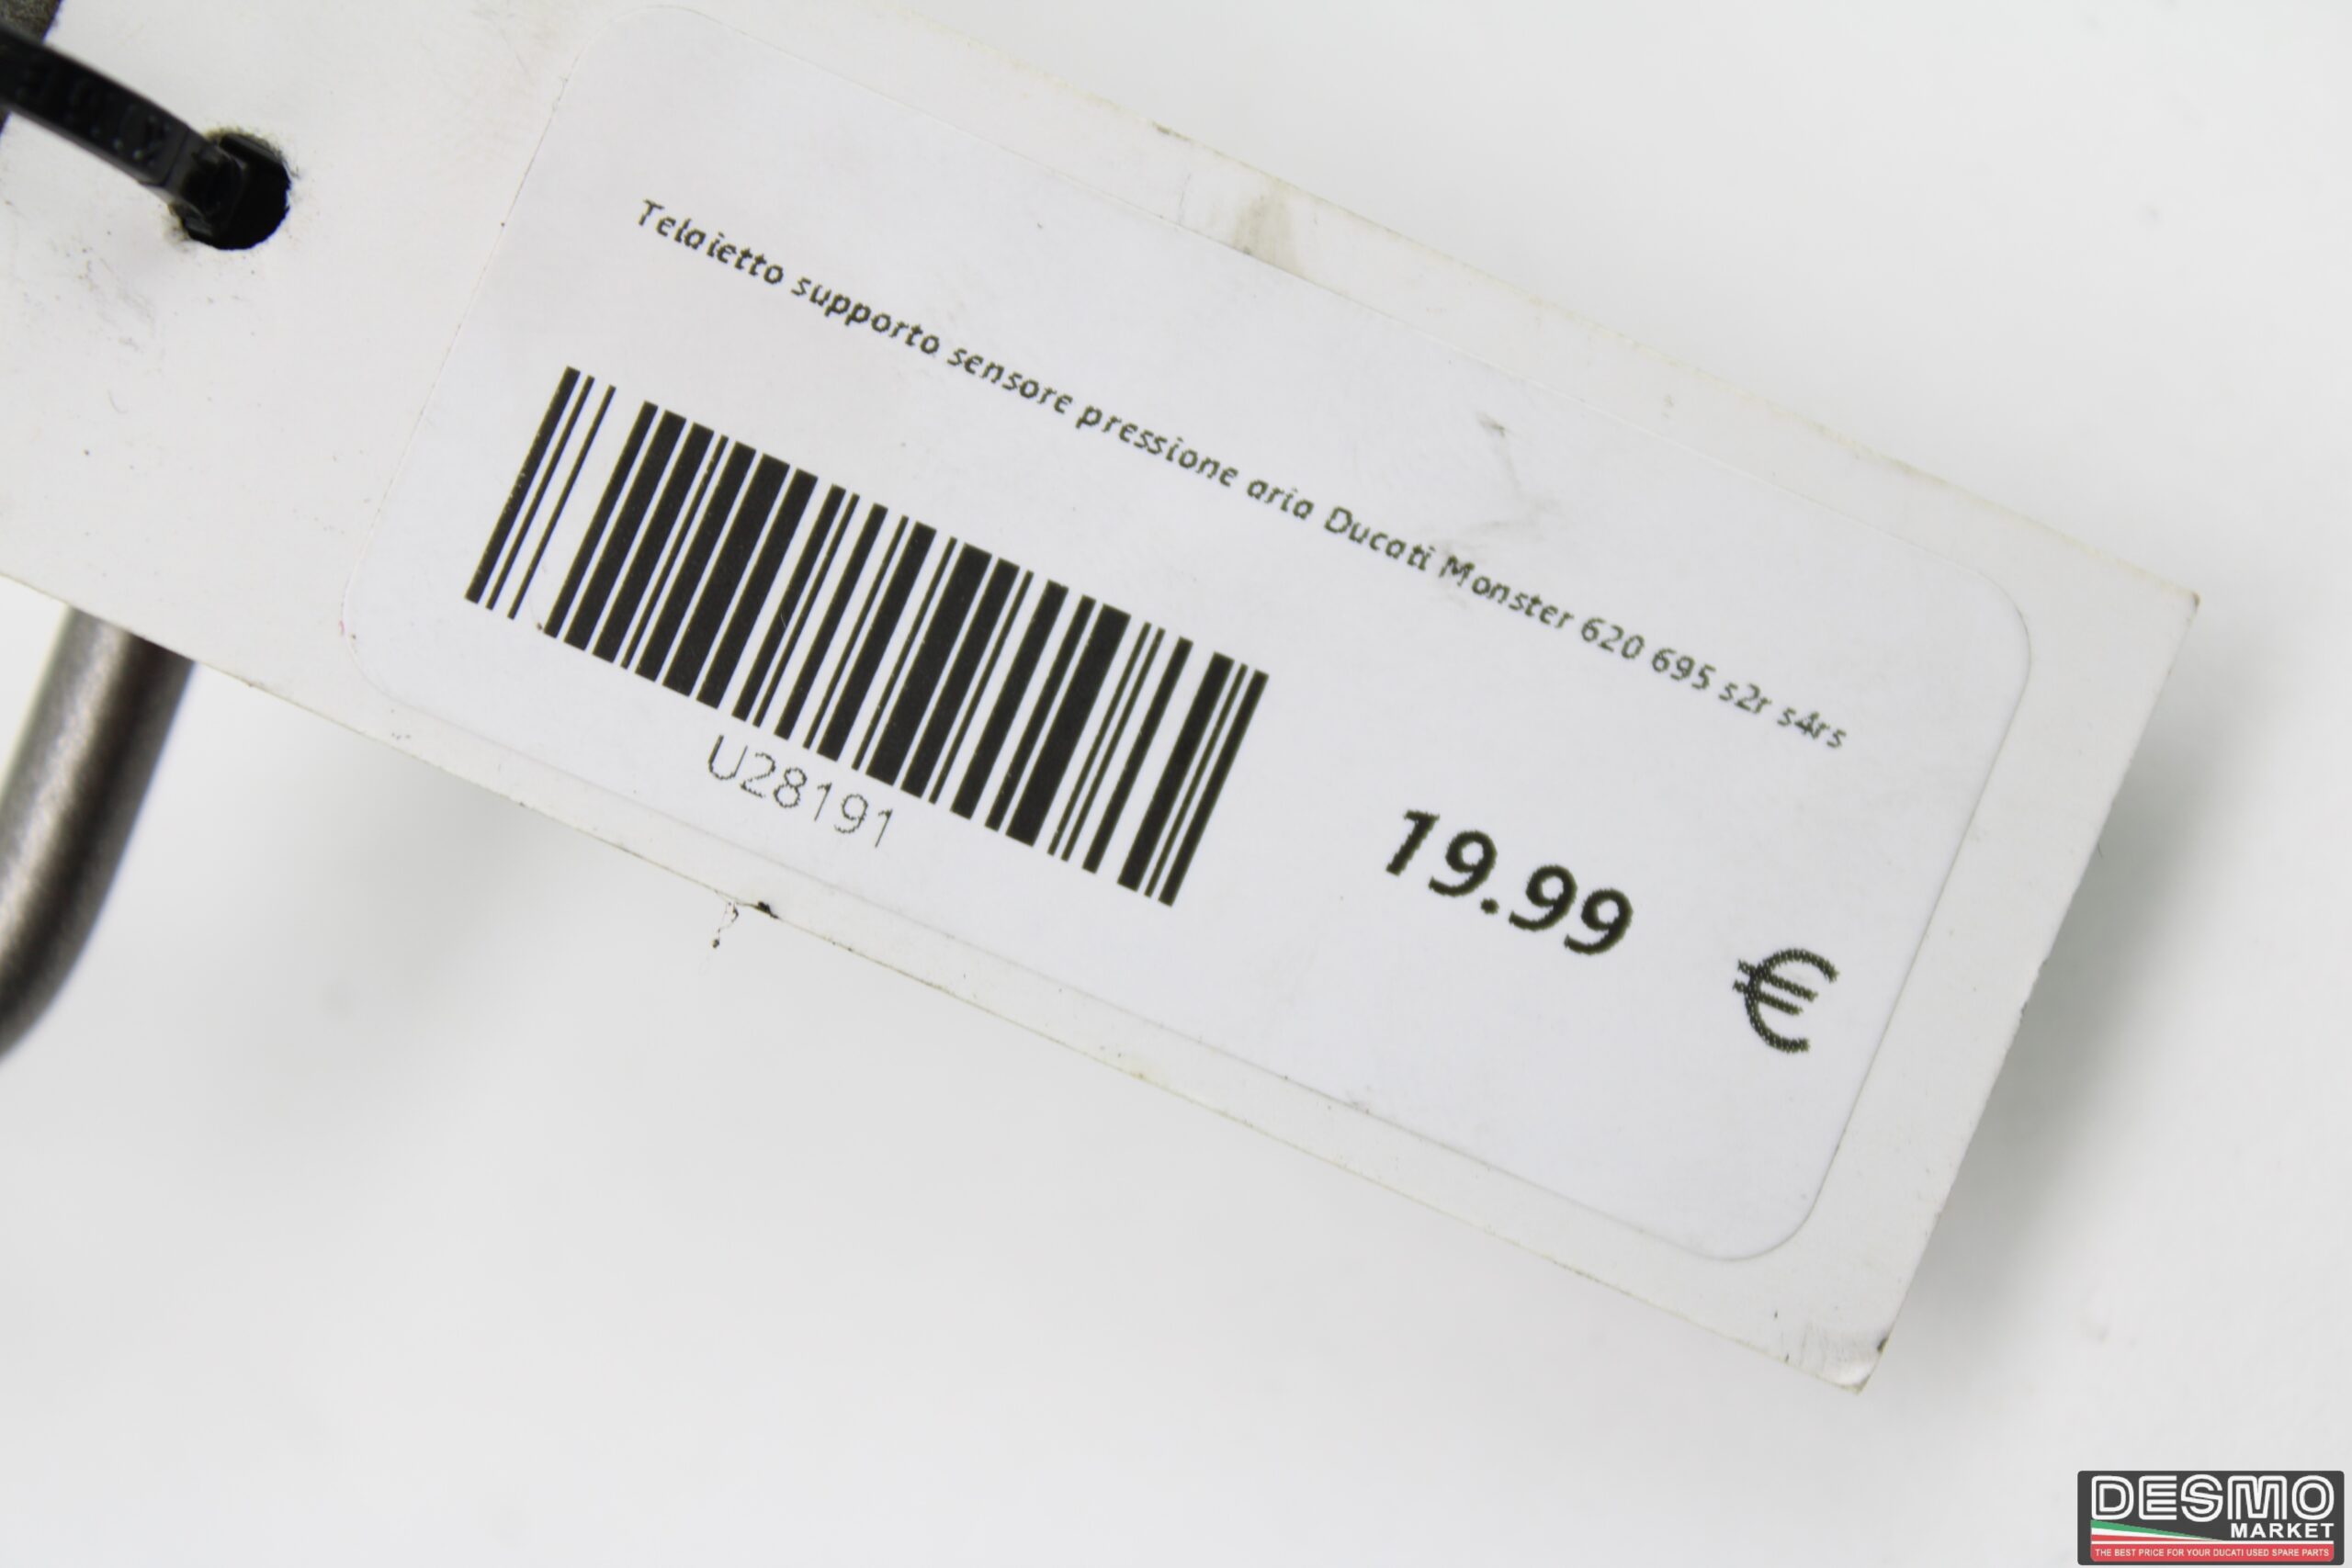 Telaietto supporto sensore pressione aria Ducati Monster 620 695 s2r s4rs
U28191
19.99 €
DESMO
MARKET
THE BEST PRICE FOR YOUR DUCATI USED SPARE PARTS